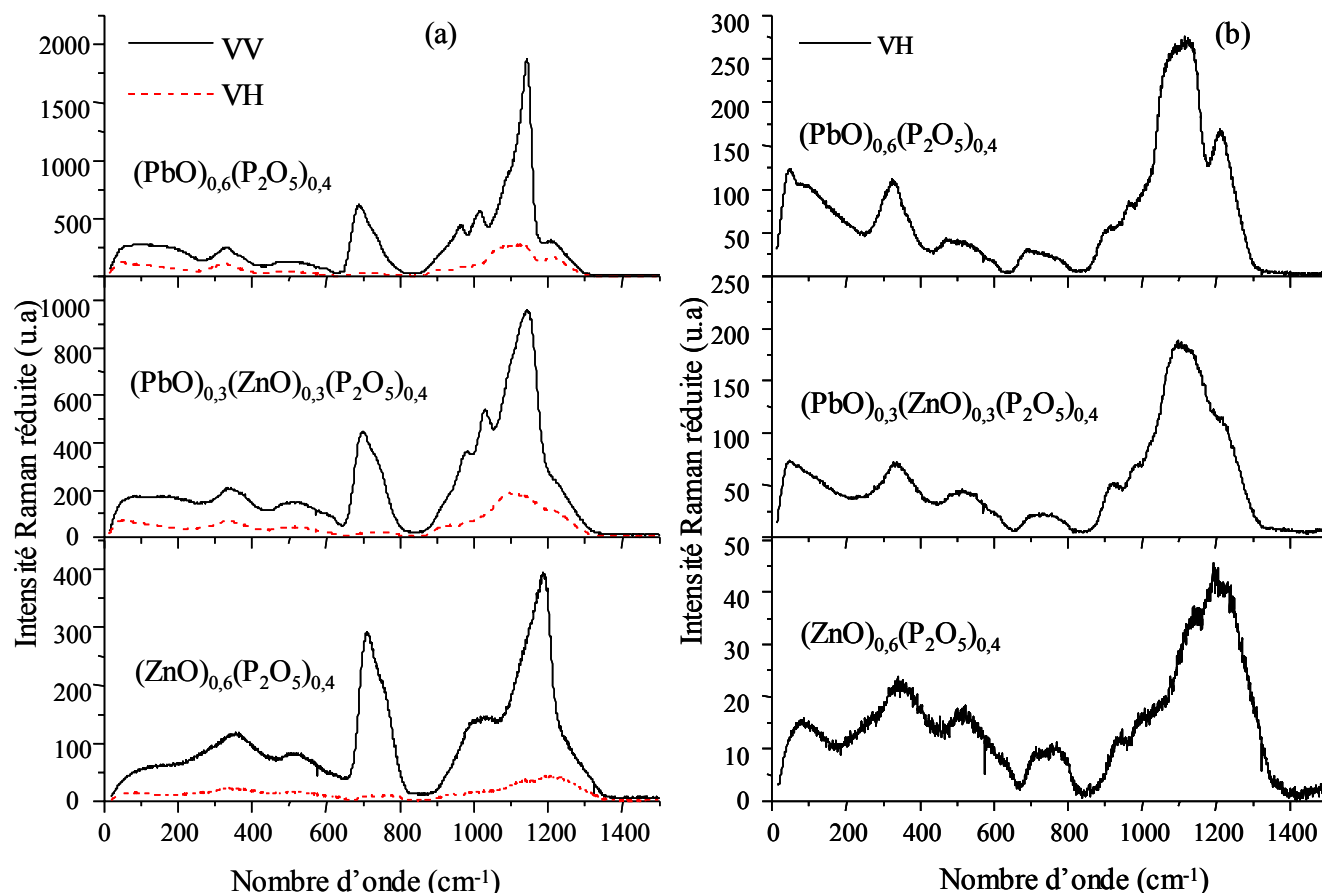 (a)
VV
VH
2000
1500
1000
500
(PbO)0,6(P2O5)0,4
1000
800
600
400
200
0
(PbO)0,3(ZnO)0,3(P2O5)0,4
400
300
200
100
0
(ZnO)0,6(P2O5)0,4
0 200 400 600 800 1000 1200 1400
Nombre d’onde (cm-1)
Intensité Raman réduite (u.a)
(b)
VH
300
250
200
150
100
50
(PbO)0,6(P2O5)0,4
250
200
150
100
50
(PbO)0,3(ZnO)0,3(P2O5)0,4
50
40
30
20
10
0
(ZnO)0,6(P2O5)0,4
0 200 400 600 800 1000 1200 1400
Nombre d’onde (cm-1)
Intensité Raman réduite (u.a)